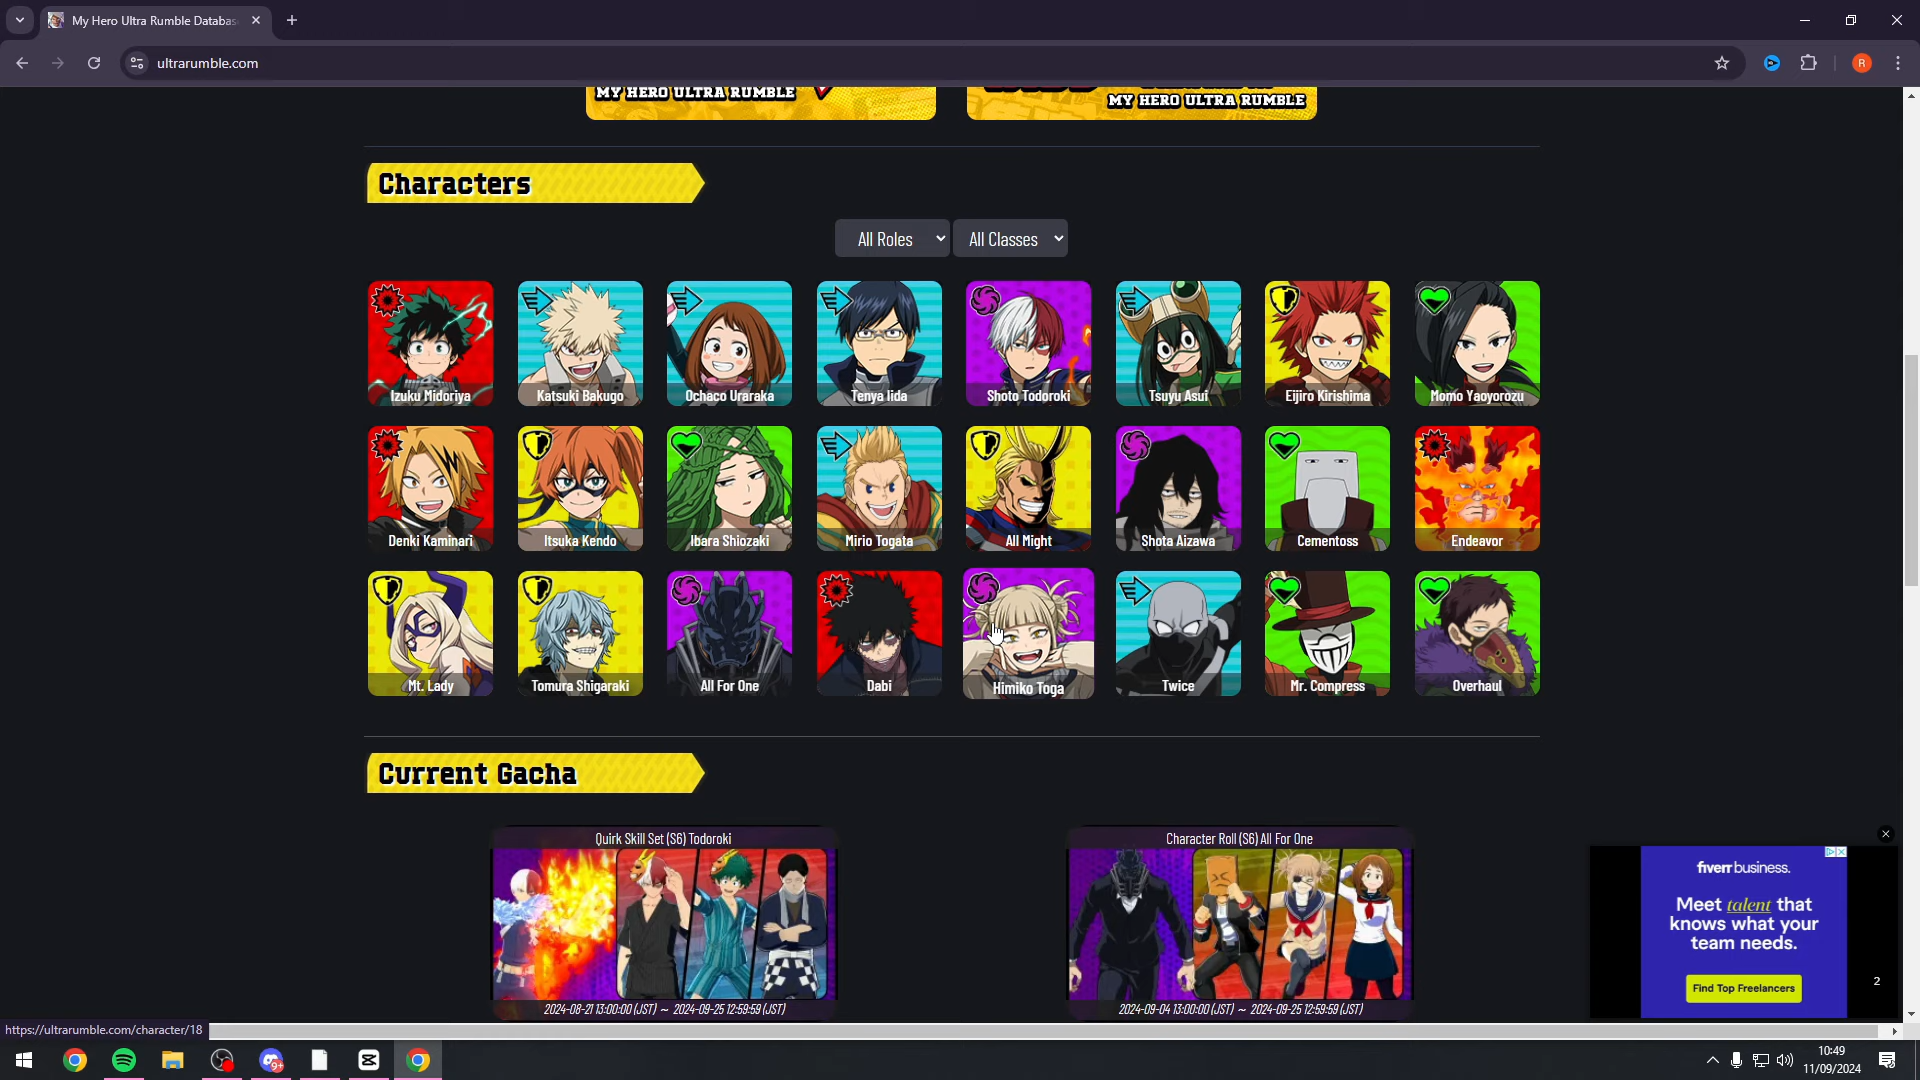 My Hero Ultra Rumble Databas
ultrarumble.com
R
MY HERO ULTRA RUMBLE
MY HERO ULTRA RUMBLE
Characters
All Roles
All Classes
Izuku Midoriya
Katsuki Bakugo
Ochaco Uraraka
Tenya Iida
Shoto Todoroki
Tsuyu Asui
Eijiro Kirishima
Momo Yaoyorozu
Denki Kaminari
Itsuka Kendo
Ibara Shiozaki
Mirio Togata
All Might
Shota Aizawa
Cementoss
Endeavor
Mt. Lady
Tomura Shigaraki
All For One
Dabi
Himiko Toga
Twice
Mr. Compress
Overhaul
Current Gacha
Quirk Skill Set (S6) Todoroki
2024-08-21 13:00:00 (JST) ~ 2024-09-25 12:59:59 (JST)
Character Roll (S6) All For One
2024-09-04 13:00:00 (JST) ~ 2024-09-25 12:59:59 (JST)
fiverr business.
Meet talent that
knows what your
team needs.
Find Top Freelancers
2
https://ultrarumble.com/character/18
9+
10:49
11/09/2024